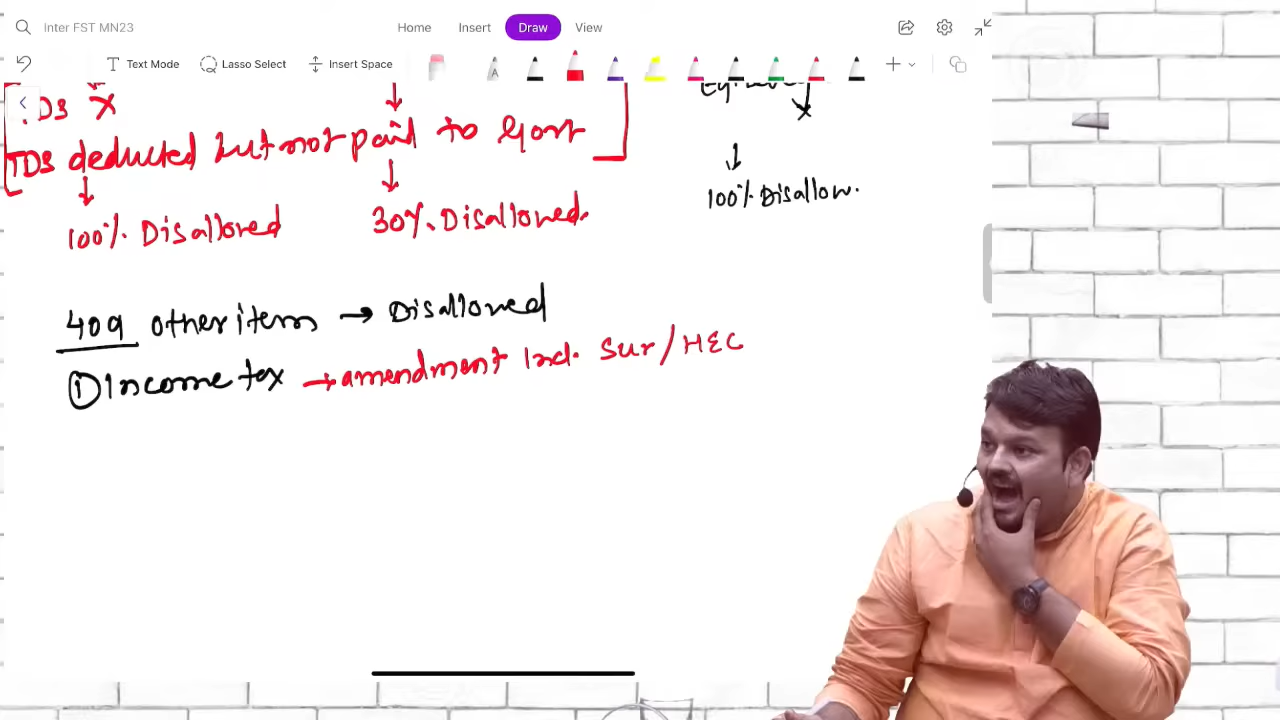 Inter FST MN23
Home Insert Draw View
Text Mode Lasso Select Insert Space
TDS X
TDS deducted but not paid to Govt
100% Disallowed 30% Disallowed.
100% Disallow.
40a other items → Disallowed
① Income tax → amendment Incl. Sur/HEC